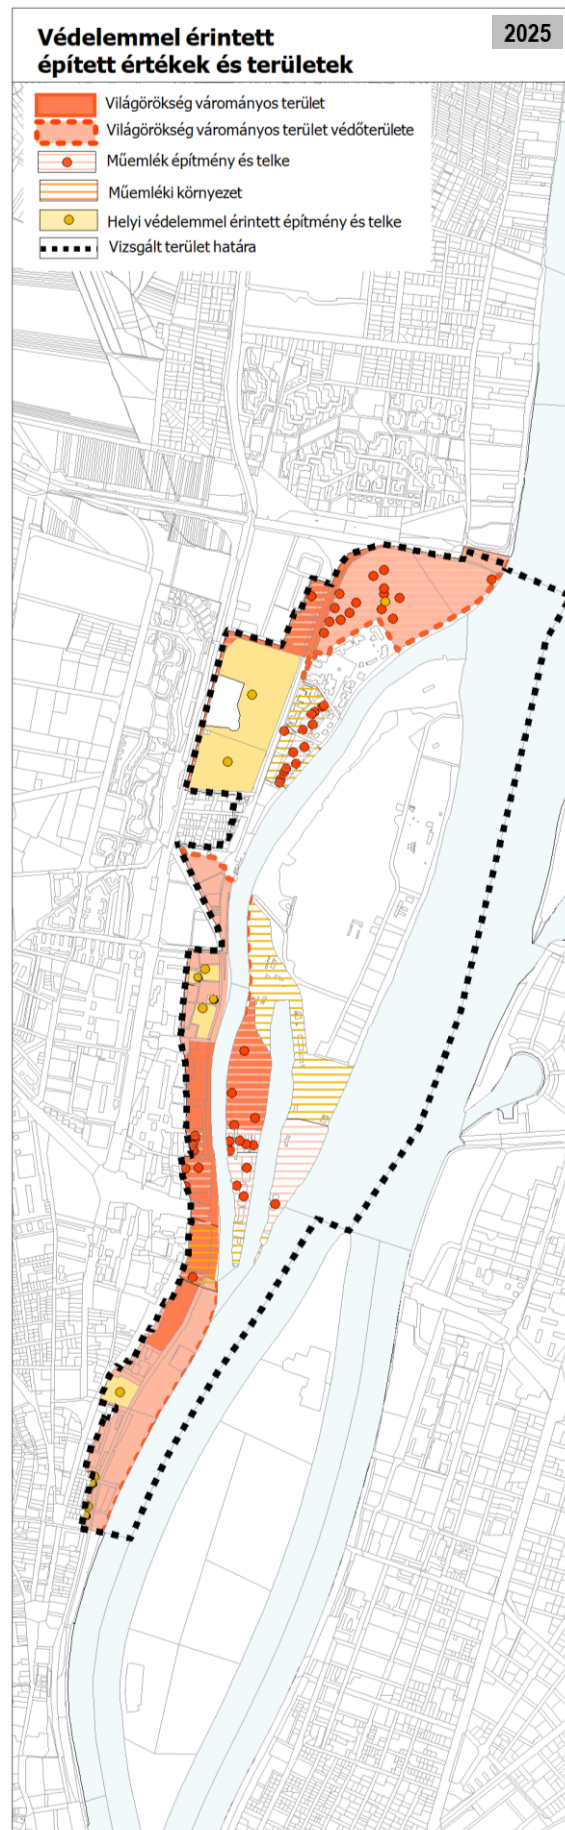 Védelemmel érintett
épített értékek és területek
2025
Világörökség várományos terület
Világörökség várományos terület védőterülete
Műemlék építmény és telke
Műemléki környezet
Helyi védelemmel érintett építmény és telke
Vizsgált terület határa